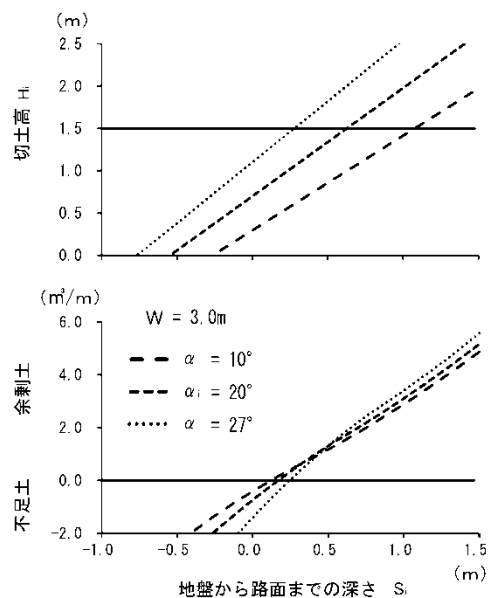 (m)
2.5
2.0
1.5
1.0
0.5
0.0
切土高 Hi
(㎥/m)
6.0
4.0
2.0
0.0
-2.0
余剰土
不足土
W = 3.0m
α = 10°
αi = 20°
α = 27°
-1.0 -0.5 0.0 0.5 1.0 1.5
(m)
地盤から路面までの深さ Si